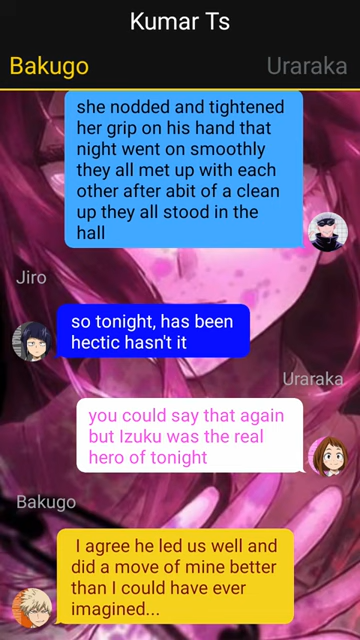 Kumar Ts
Bakugo
Uraraka
she nodded and tightened
her grip on his hand that
night went on smoothly
they all met up with each
other after abit of a clean
up they all stood in the
hall
Jiro
so tonight, has been
hectic hasn't it
Uraraka
you could say that again
but Izuku was the real
hero of tonight
Bakugo
I agree he led us well and
did a move of mine better
than I could have ever
imagined...